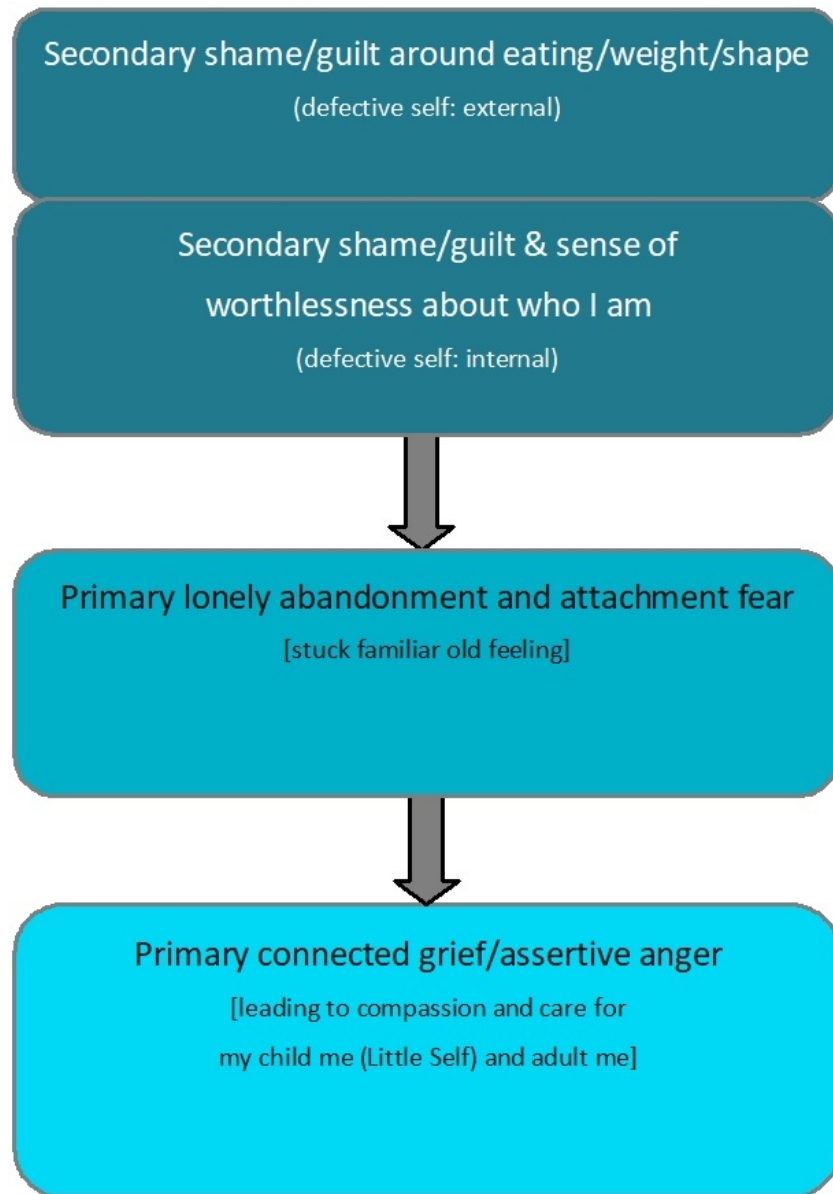 Secondary shame/guilt around eating/weight/shape
(defective self: external)
Secondary shame/guilt & sense of
worthlessness about who I am
(defective self: internal)
Primary lonely abandonment and attachment fear
[stuck familiar old feeling]
Primary connected grief/assertive anger
[leading to compassion and care for
my child me (Little Self) and adult me]